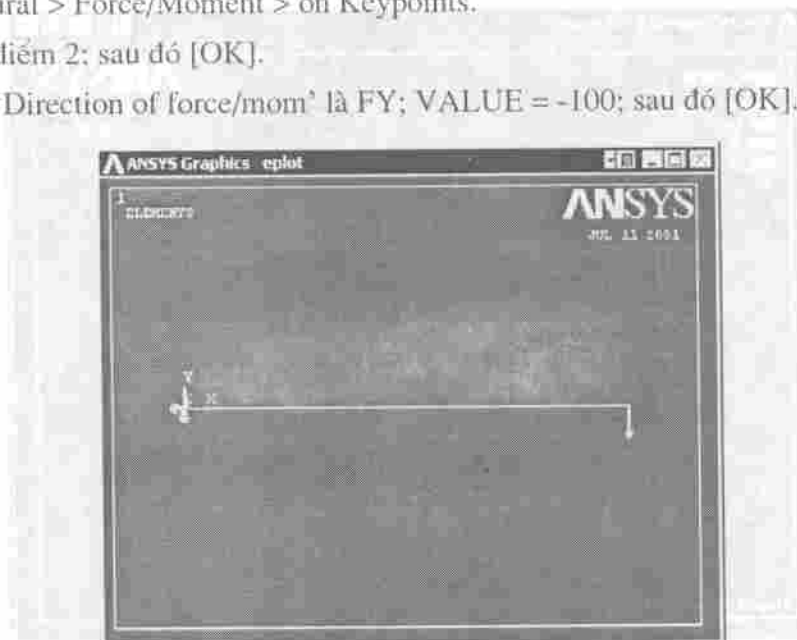 > Force/Moment > on Keypoints.
điểm 2; sau đó [OK].
'Direction of force/mom' là FY; VALUE = -100; sau đó [OK].
ANSYS Graphics eplot
1
ELEMENTS
ANSYS
JUL 11 2001
Y
X